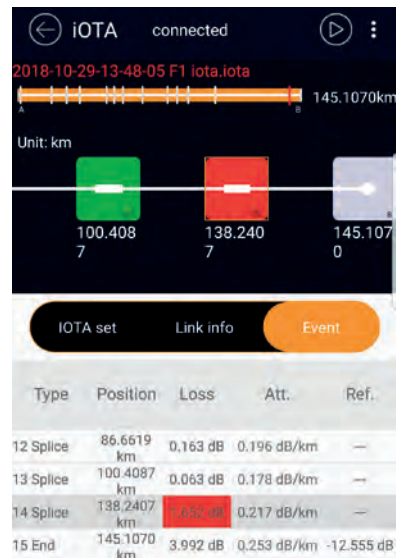 iOTA connected
2018-10-29-13-48-05 F1 iota.iota
145.1070km
A B
Unit: km
100.408
7
138.240
7
145.107
0
IOTA set Link info Event
Type Position Loss Att. Ref.
12 Splice 86.6619 km 0.163 dB 0.196 dB/km ---
13 Splice 100.4087 km 0.063 dB 0.178 dB/km ---
14 Splice 138.2407 km dB 0.217 dB/km ---
15 End 145.1070 km 3.992 dB 0.253 dB/km -12.555 dB